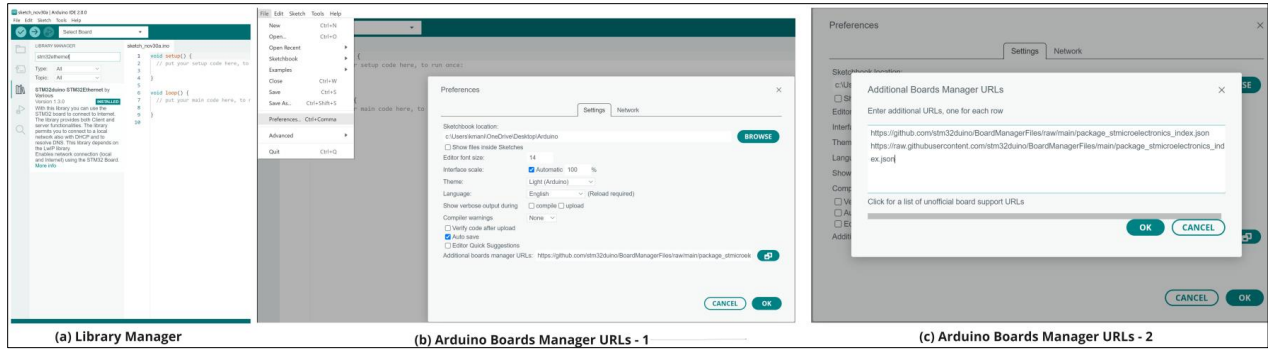 sketch_nov30a | Arduino IDE 2.0.0
File Edit Sketch Tools Help
Select Board
LIBRARY MANAGER
stm32ethernet
Type: All
Topic: All
STM32duino STM32Ethernet by
Various
Version 1.3.0 INSTALLED
With this library you can use the
STM32 board to connect to Internet.
The library provides both Client and
server functionalities. The library
permits you to connect to a local
network also with DHCP and to
resolve DNS. This library depends on
the LwIP library.
Enables network connection (local
and Internet) using the STM32 Board.
More info
sketch_nov30a.ino
1 void setup() {
2 // put your setup code here, to
3
4 }
5
6 void loop() {
7 // put your main code here, to r
8
9 }
10
(a) Library Manager
File Edit Sketch Tools Help
New Ctrl+N
Open... Ctrl+O
Open Recent
Sketchbook
Examples
Close Ctrl+W
Save Ctrl+S
Save As... Ctrl+Shift+S
Preferences... Ctrl+Comma
Advanced
Quit Ctrl+Q
setup code here, to run once:
main code here, to
Preferences
Settings Network
Sketchbook location:
c:\Users\kmani\OneDrive\Desktop\Arduino BROWSE
Show files inside Sketches
Editor font size: 14
Interface scale: Automatic 100 %
Theme: Light (Arduino)
Language: English (Reload required)
Show verbose output during compile upload
Compiler warnings None
Verify code after upload
Auto save
Editor Quick Suggestions
Additional boards manager URLs: https://github.com/stm32duino/BoardManagerFiles/raw/main/package_stmicroele
CANCEL OK
(b) Arduino Boards Manager URLs - 1
Preferences
Settings Network
Sketchbook location:
Additional Boards Manager URLs
Enter additional URLs, one for each row
https://github.com/stm32duino/BoardManagerFiles/raw/main/package_stmicroelectronics_index.json
https://raw.githubusercontent.com/stm32duino/BoardManagerFiles/main/package_stmicroelectronics_ind
ex.json
Click for a list of unofficial board support URLs
OK CANCEL
CANCEL OK
(c) Arduino Boards Manager URLs - 2